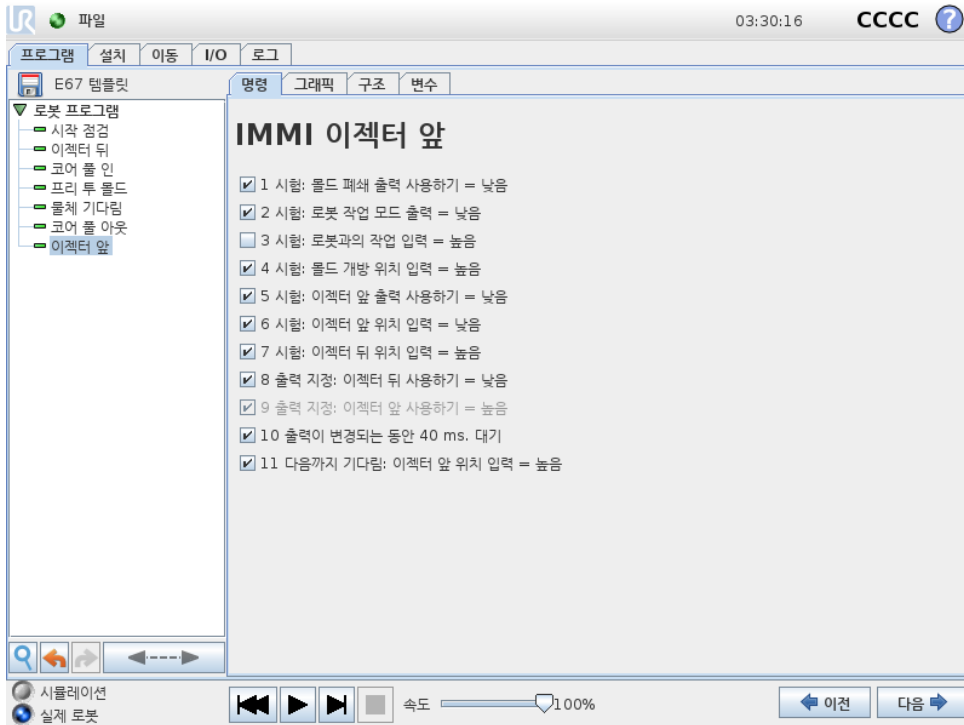 UR 파일 03:30:16 CCCC ?
프로그램 설치 이동 I/O 로그
E67 템플릿
명령 그래픽 구조 변수
로봇 프로그램
시작 점검
이젝터 뒤
코어 풀 인
프리 투 몰드
물체 기다림
코어 풀 아웃
이젝터 앞
IMMI 이젝터 앞
1 시험: 몰드 폐쇄 출력 사용하기 = 낮음
2 시험: 로봇 작업 모드 출력 = 낮음
3 시험: 로봇과의 작업 입력 = 높음
4 시험: 몰드 개방 위치 입력 = 높음
5 시험: 이젝터 앞 출력 사용하기 = 낮음
6 시험: 이젝터 앞 위치 입력 = 낮음
7 시험: 이젝터 뒤 위치 입력 = 높음
8 출력 지정: 이젝터 뒤 사용하기 = 낮음
9 출력 지정: 이젝터 앞 사용하기 = 높음
10 출력이 변경되는 동안 40 ms. 대기
11 다음까지 기다림: 이젝터 앞 위치 입력 = 높음
시뮬레이션
실제 로봇
속도 100%
이전 다음